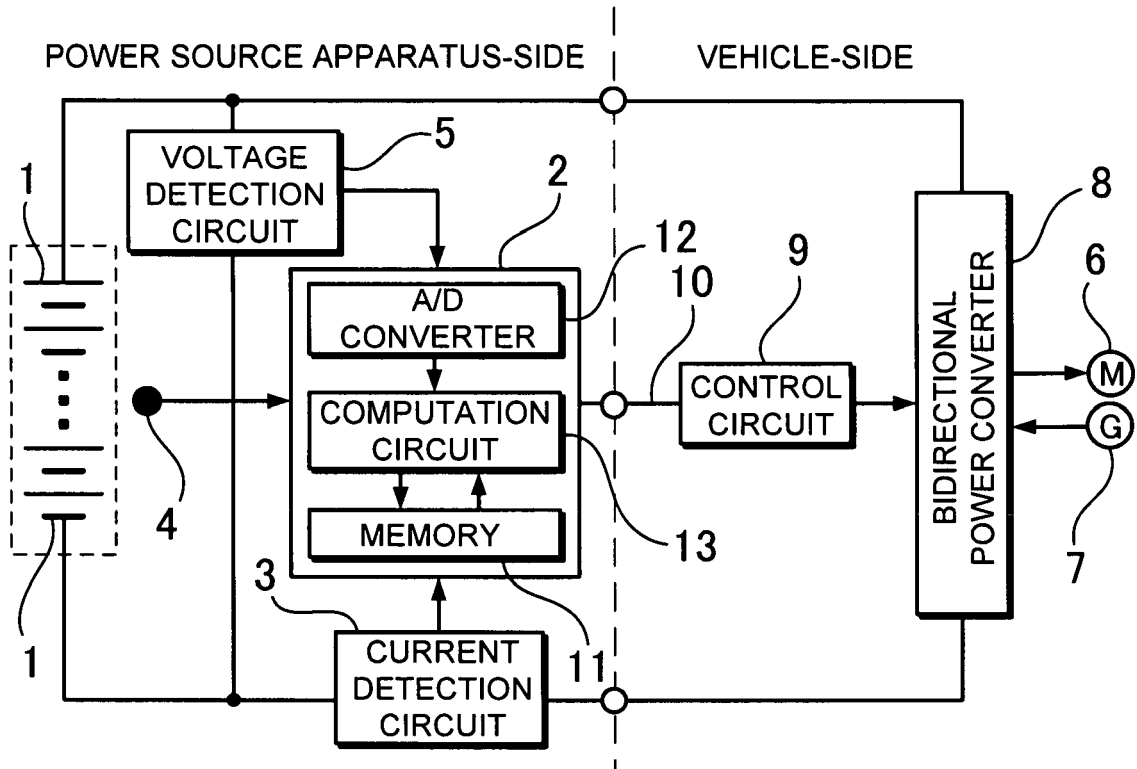 POWER SOURCE APPARATUS-SIDE
VEHICLE-SIDE
5
VOLTAGE
DETECTION
CIRCUIT
1
2
12
A/D
CONVERTER
10
9
8
6
CONTROL
CIRCUIT
BIDIRECTIONAL
POWER CONVERTER
M
G
COMPUTATION
CIRCUIT
4
MEMORY
13
7
3
11
1
CURRENT
DETECTION
CIRCUIT